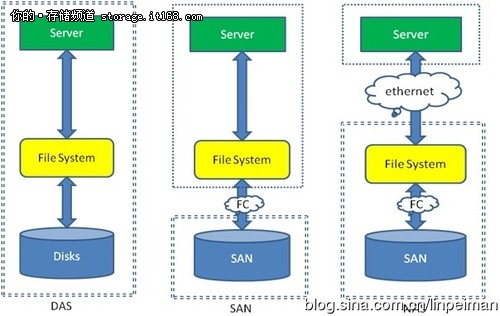 你的·存储频道 storage.it168.com
Server
Server
Server
ethernet
File System
File System
File System
FC
FC
Disks
SAN
SAN
DAS
SAN
blog.sina.com.cn/linpeiman